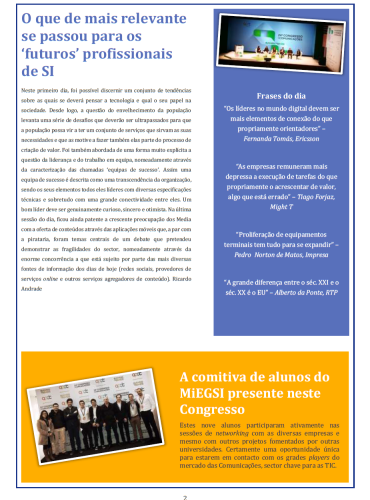 O que de mais relevante
se passou para os
‘futuros’ profissionais
de SI
Neste primeiro dia, foi possível discernir um conjunto de tendências
sobre as quais se deverá pensar a tecnologia e qual o seu papel na
sociedade. Desde logo, a questão do envelhecimento da população
levanta uma série de desafios que deverão ser ultrapassados para que
a população possa vir a ter um conjunto de serviços que sirvam as suas
necessidades e que as motive a fazer também elas parte do processo de
criação de valor. Foi também abordada de uma forma muito explícita a
questão da liderança e do trabalho em equipa, nomeadamente através
da caracterização das chamadas ‘equipas de sucesso’. Assim uma
equipa de sucesso é descrita como uma transcendência da organização,
sendo os seus elementos todos eles líderes com diversas especificações
técnicas e sobretudo com uma grande conetividade entre eles. Um
bom líder deve ser genuinamente curioso, sincero e otimista. Na última
sessão do dia, ficou ainda patente a crescente preocupação dos Media
com a oferta de conteúdos através das aplicações móveis que, a par com
a pirataria, foram temas centrais de um debate que pretendeu
demonstrar as fragilidades do sector, nomeadamente através da
enorme concorrência a que está sujeito por parte das mais diversas
fontes de informação dos dias de hoje (redes sociais, provedores de
serviços online e outros serviços agregadores de conteúdo). Ricardo
Andrade
Frases do dia
“Os líderes no mundo digital devem ser
mais elementos de conexão do que
propriamente orientadores” –
Fernanda Tomás, Ericsson
“As empresas remuneram mais
depressa a execução de tarefas do que
propriamente o acrescentar de valor,
algo que está errado” – Tiago Forjaz,
Might T
“Proliferação de equipamentos
terminais tem tudo para se expandir” –
Pedro Norton de Matos, Impresa
“A grande diferença entre o séc. XXI e o
séc. XX é o EU” – Alberto da Ponte, RTP
A comitiva de alunos do
MiEGSI presente neste
Congresso
Estes nove alunos participaram ativamente nas
sessões de networking com as diversas empresas e
mesmo com outros projetos fomentados por outras
universidades. Certamente uma oportunidade única
para estarem em contacto com os grandes players do
mercado das Comunicações, sector chave para as TIC.
2